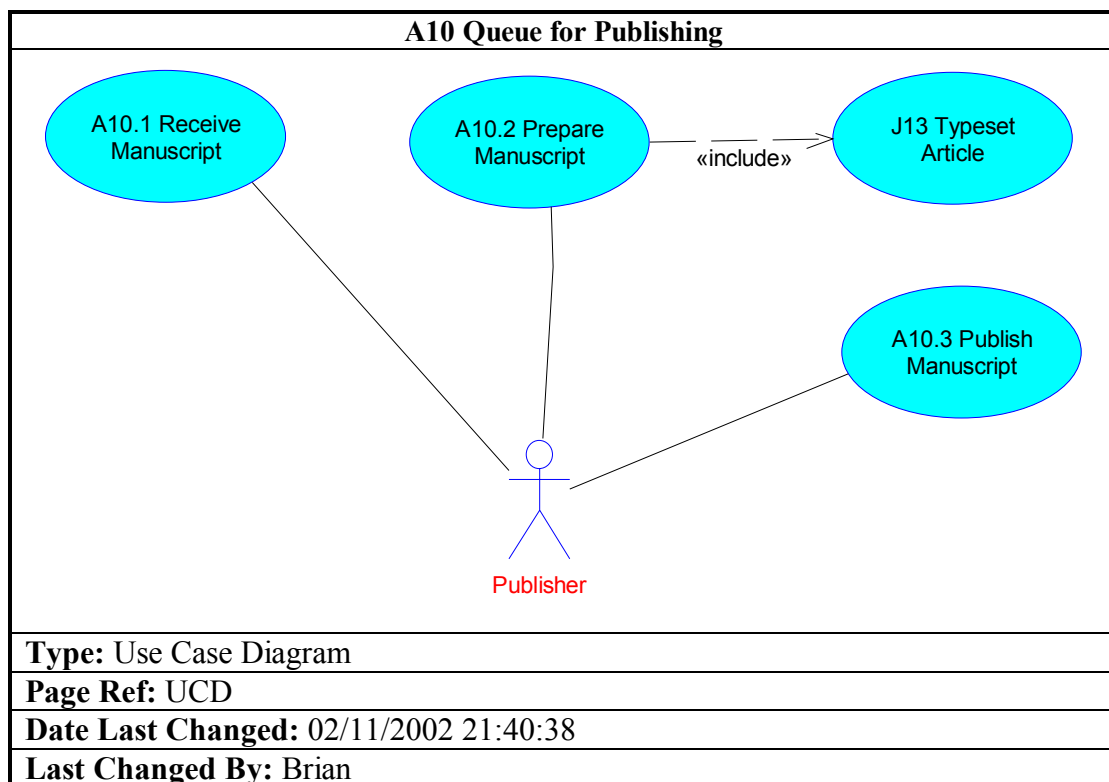 A10 Queue for Publishing
A10.1 Receive
Manuscript
A10.2 Prepare
Manuscript
«include»
J13 Typeset
Article
A10.3 Publish
Manuscript
Publisher
Type: Use Case Diagram
Page Ref: UCD
Date Last Changed: 02/11/2002 21:40:38
Last Changed By: Brian